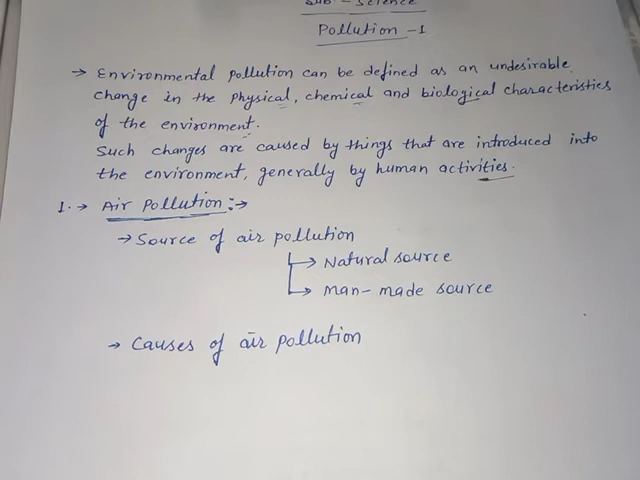 Sub - Science
Pollution - 1
→ Environmental pollution can be defined as an undesirable
change in the physical, chemical and biological characteristics
of the environment.
Such changes are caused by things that are introduced into
the environment, generally by human activities.
1. → Air Pollution :→
→ Source of air pollution
→ Natural source
→ Man-made source
→ Causes of air pollution